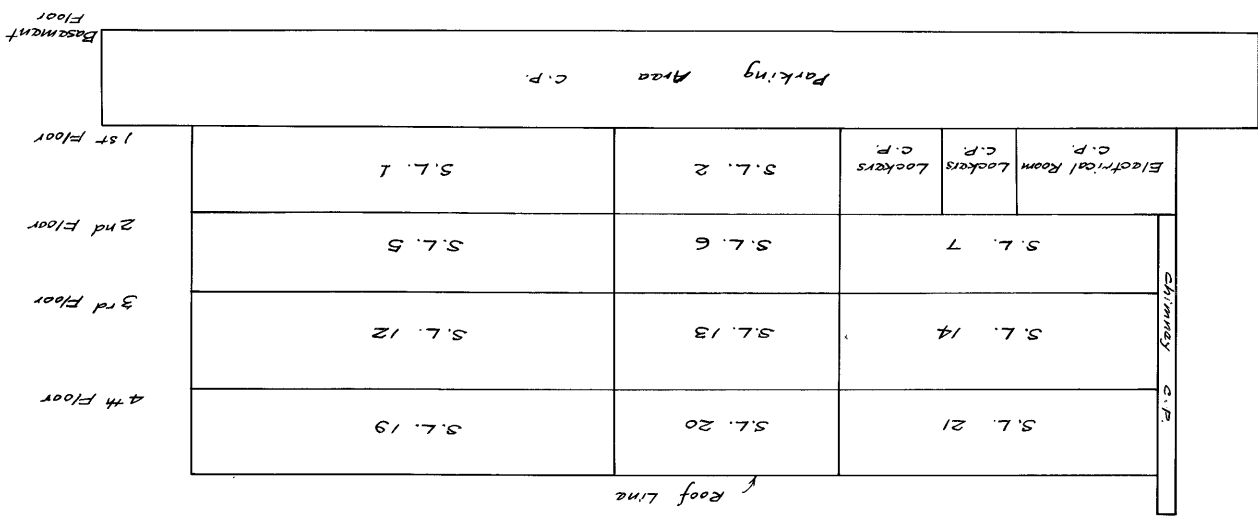 Roof Line
S.L. 21 S.L. 20 S.L. 19 4th Floor
Chimney C.P.
S.L. 14 S.L. 13 S.L. 12 3rd Floor
S.L. 7 S.L. 6 S.L. 5 2nd Floor
Electrical Room C.P. Lockers C.P. Lockers C.P. S.L. 2 S.L. 1 1st Floor
Parking Area C.P.
Basement
Floor